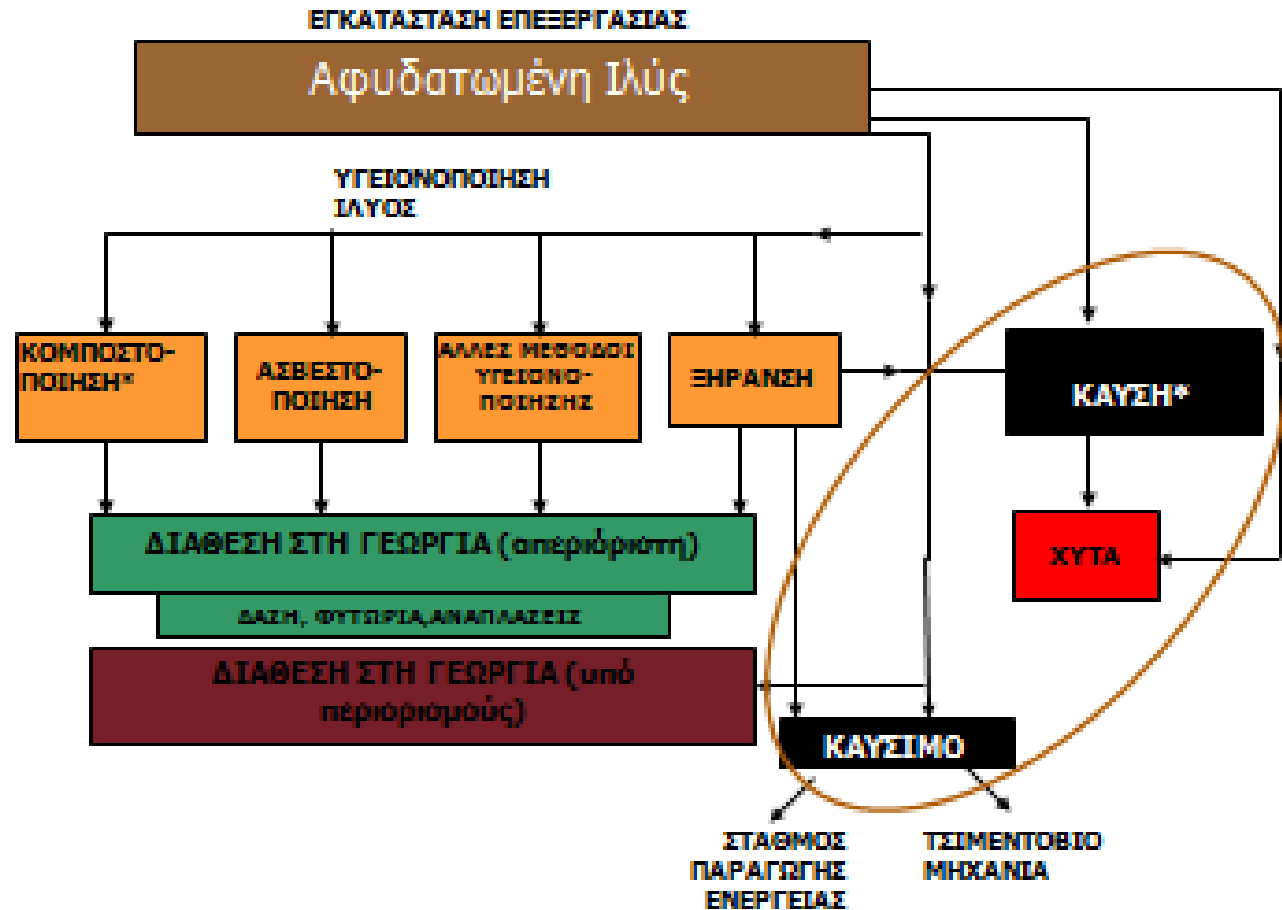 ΕΓΚΑΤΑΣΤΑΣΗ ΕΠΕΞΕΡΓΑΣΙΑΣ
Αφυδατωμένη Ιλύς
ΥΓΕΙΟΝΟΠΟΙΗΣΗ
ΙΛΥΟΣ
ΚΟΜΠΟΣΤΟ-
ΠΟΙΗΣΗ*
ΑΣΒΕΣΤΟ-
ΠΟΙΗΣΗ
ΑΛΛΕΣ ΜΕΘΟΔΟΙ
ΥΓΕΙΟΝΟ-
ΠΟΙΗΣΗΣ
ΞΗΡΑΝΣΗ
ΚΑΥΣΗ*
ΔΙΑΘΕΣΗ ΣΤΗ ΓΕΩΡΓΙΑ (απεριόριστη)
ΧΥΤΑ
ΔΑΣΗ, ΦΥΤΩΡΙΑ,ΑΝΑΠΛΑΣΕΙΣ
ΔΙΑΘΕΣΗ ΣΤΗ ΓΕΩΡΓΙΑ (υπό
περιορισμούς)
ΚΑΥΣΙΜΟ
ΣΤΑΘΜΟΣ
ΠΑΡΑΓΩΓΗΣ
ΕΝΕΡΓΕΙΑΣ
ΤΣΙΜΕΝΤΟΒΙΟ
ΜΗΧΑΝΙΑ